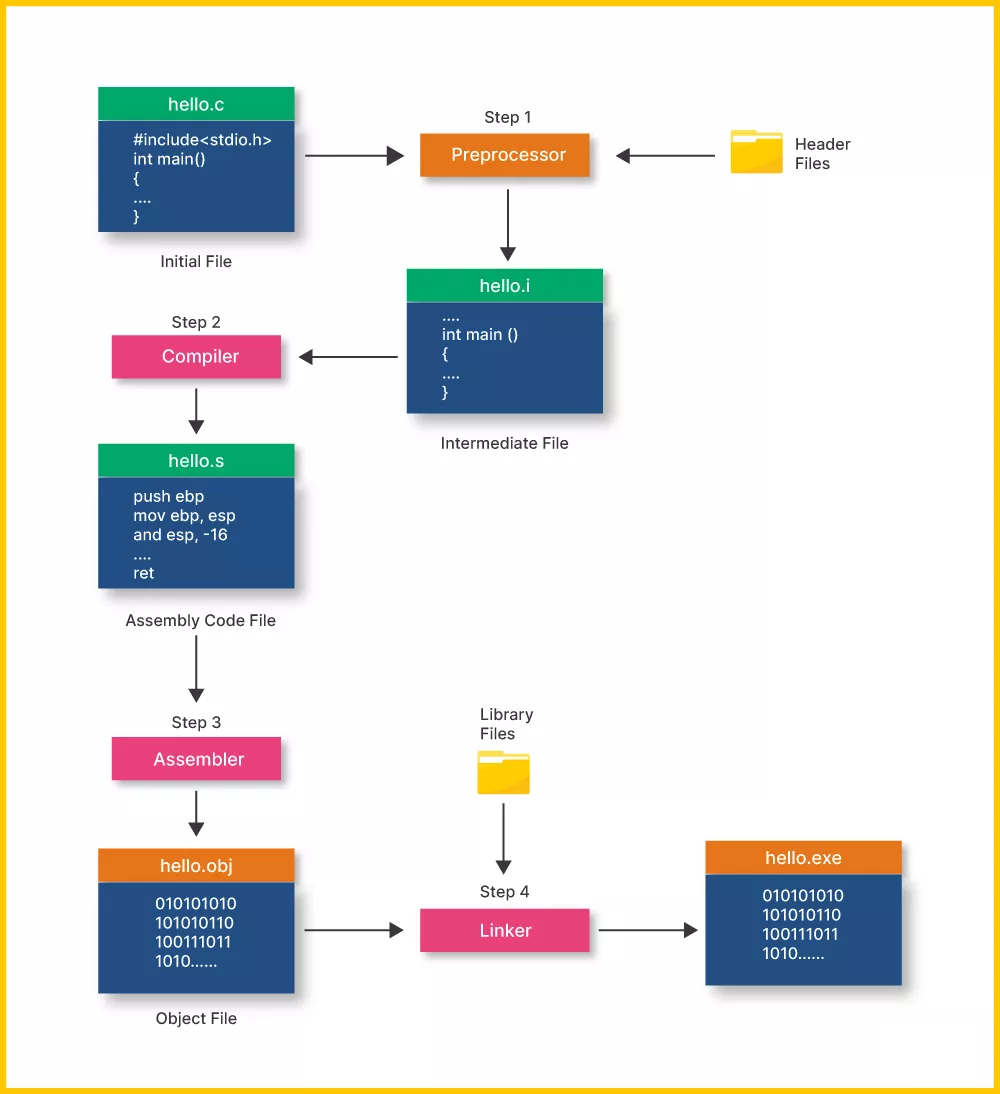 hello.c
#include<stdio.h>
int main()
{
....
}
Initial File
Step 1
Preprocessor
Header
Files
hello.i
....
int main ()
{
....
}
Intermediate File
Step 2
Compiler
hello.s
push ebp
mov ebp, esp
and esp, -16
....
ret
Assembly Code File
Step 3
Assembler
hello.obj
010101010
101010110
100111011
1010......
Object File
Library
Files
Step 4
Linker
hello.exe
010101010
101010110
100111011
1010......